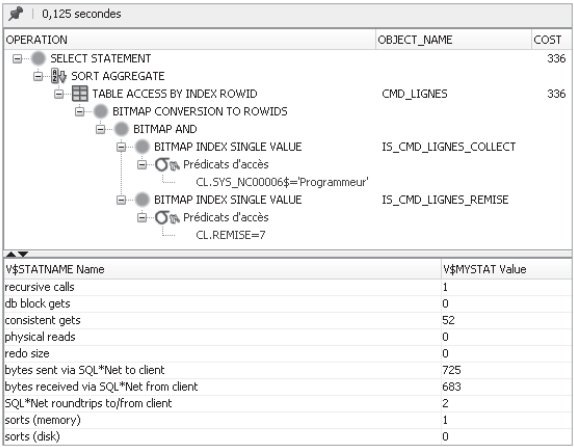 0,125 secondes
OPERATION OBJECT_NAME COST
SELECT STATEMENT 336
SORT AGGREGATE
TABLE ACCESS BY INDEX ROWID CMD_LIGNES 336
BITMAP CONVERSION TO ROWIDS
BITMAP AND
BITMAP INDEX SINGLE VALUE IS_CMD_LIGNES_COLLECT
Prédicats d'accès
CL.SYS_NC00006$='Programmeur'
BITMAP INDEX SINGLE VALUE IS_CMD_LIGNES_REMISE
Prédicats d'accès
CL.REMISE=7
V$STATNAME Name V$MYSTAT Value
recursive calls 1
db block gets 0
consistent gets 52
physical reads 0
redo size 0
bytes sent via SQL*Net to client 725
bytes received via SQL*Net from client 683
SQL*Net roundtrips to/from client 2
sorts (memory) 1
sorts (disk) 0